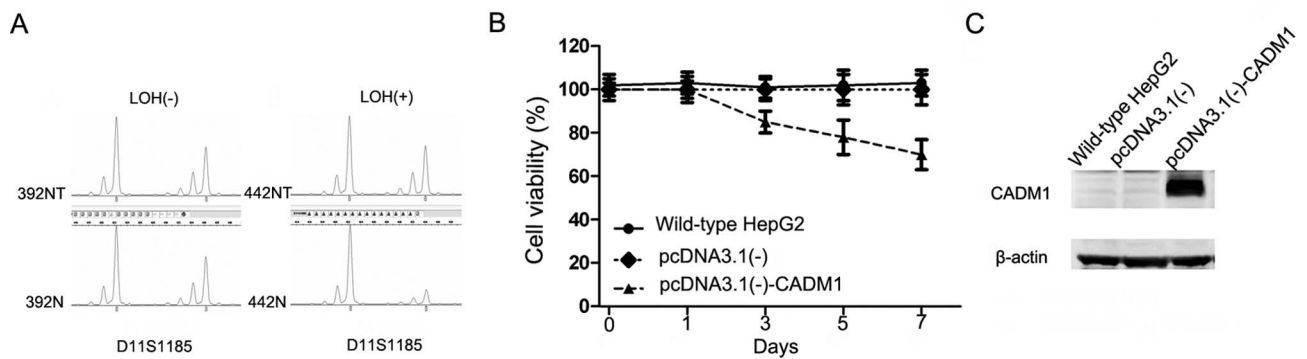 A
LOH(-)
LOH(+)
392NT
442NT
392N
442N
D11S1185
D11S1185
B
120
100
80
60
40
20
0
Cell viability (%)
0 1 3 5 7
Days
Wild-type HepG2
pcDNA3.1(-)
pcDNA3.1(-)-CADM1
C
Wild-type HepG2
pcDNA3.1(-)
pcDNA3.1(-)-CADM1
CADM1
β-actin